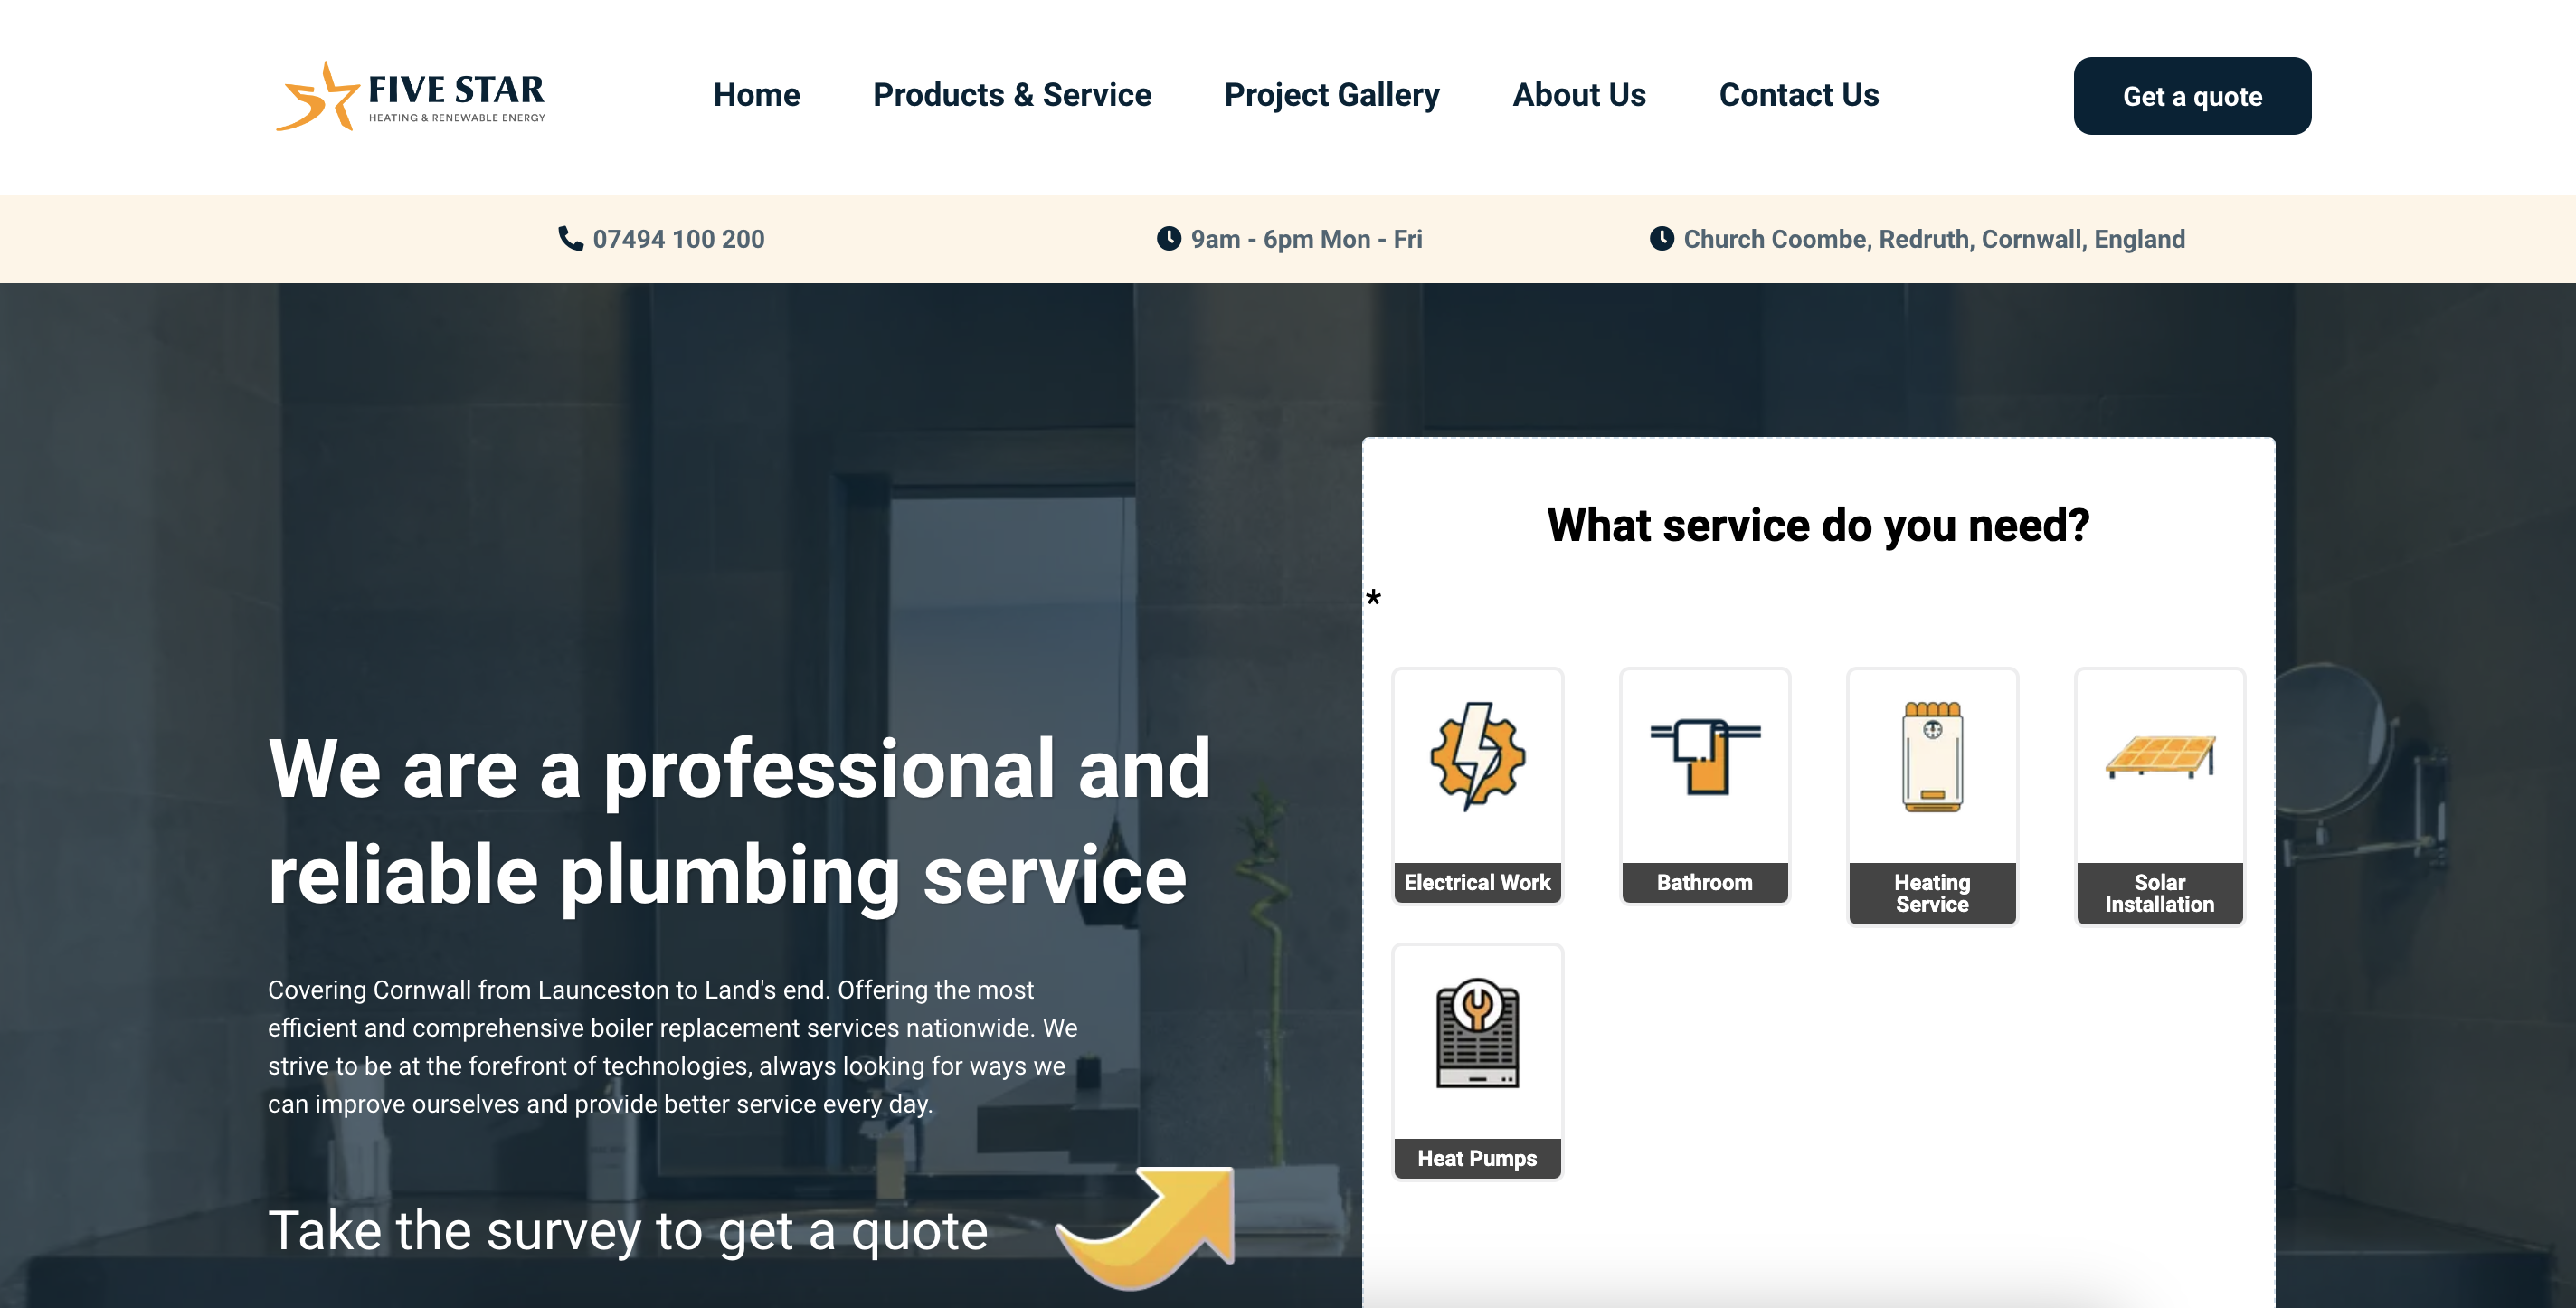 FIVE STAR
HEATING & RENEWABLE ENERGY
Home
Products & Service
Project Gallery
About Us
Contact Us
Get a quote
07494 100 200
9am - 6pm Mon - Fri
Church Coombe, Redruth, Cornwall, England
We are a professional and
reliable plumbing service
Covering Cornwall from Launceston to Land's end. Offering the most
efficient and comprehensive boiler replacement services nationwide. We
strive to be at the forefront of technologies, always looking for ways we
can improve ourselves and provide better service every day.
Take the survey to get a quote
What service do you need?
*
Electrical Work
Bathroom
Heating
Service
Solar
Installation
Heat Pumps